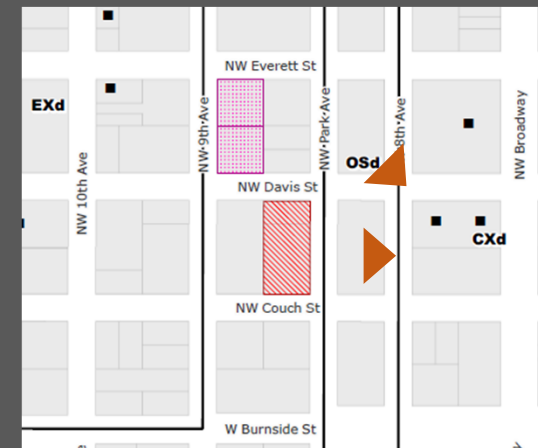 NW Everett St
EXd
NW 10th Ave
NW 9th Ave
NW Park Ave
8th Ave
NW Broadway
OSd
NW Davis St
CXd
NW Couch St
W Burnside St